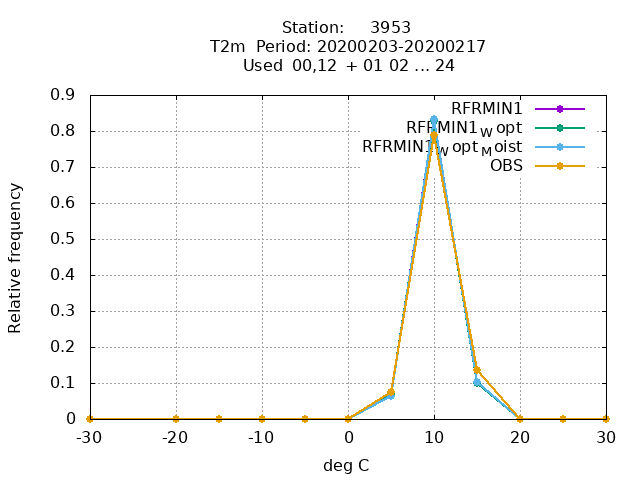 Station:     3953
T2m  Period: 20200203-20200217
Used  00,12  + 01 02 ... 24
0.9
0.8
0.7
0.6
0.5
0.4
0.3
0.2
0.1
0
-30
-20
-10
0
10
20
30
Relative frequency
deg C
RFRMIN1
RFRMIN1Wopt
RFRMIN1WoptMoist
OBS